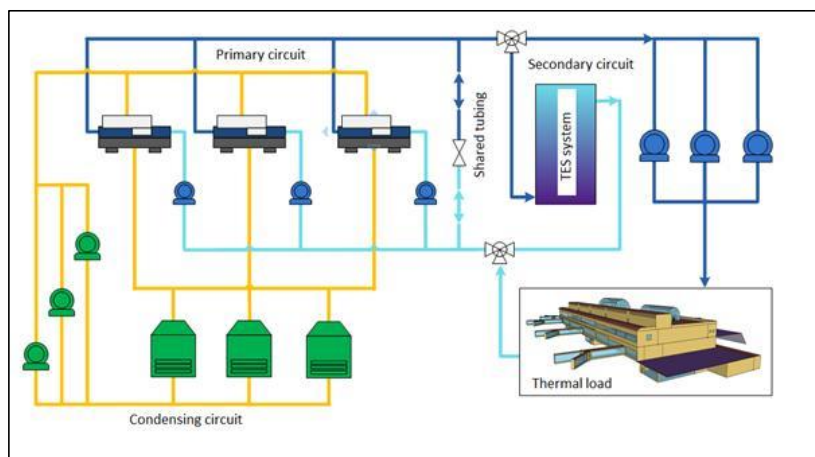 Primary circuit
Secondary circuit
Shared tubing
TES system
Thermal load
Condensing circuit